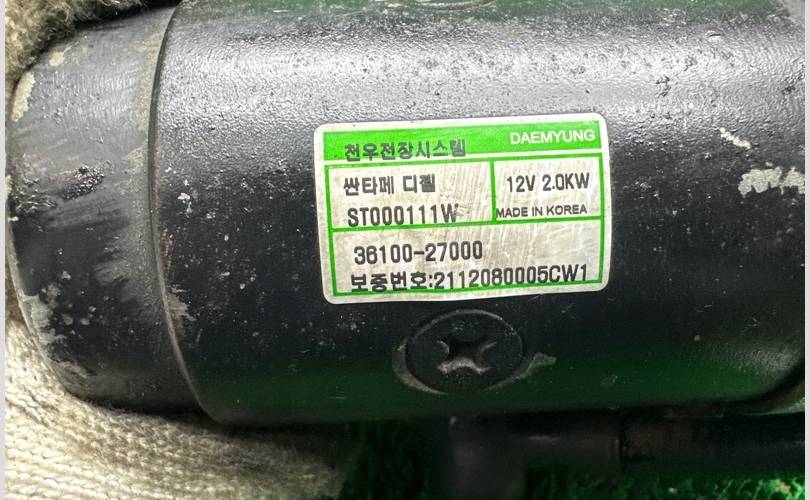 DAEMYUNG
천우전장시스템
싼타페 디젤
12V 2.0KW
ST000111W
MADE IN KOREA
36100-27000
보증번호:2112080005CW1